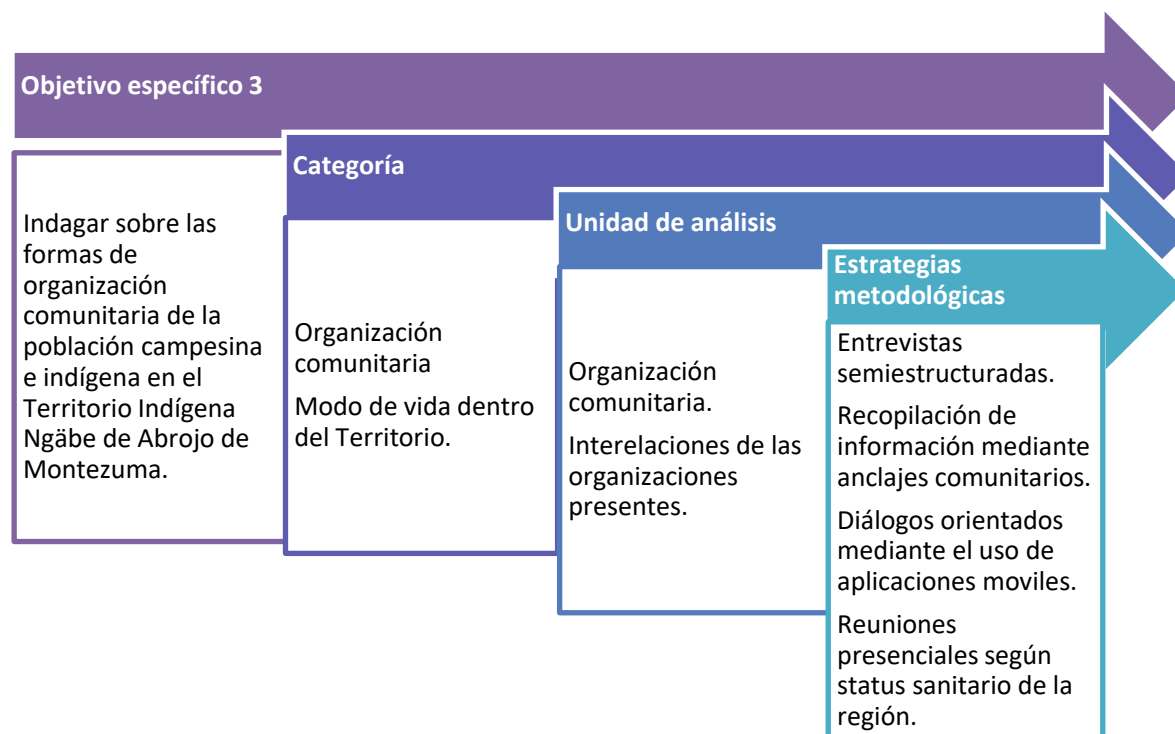 Objetivo específico 3
Indagar sobre las
formas de
organización
comunitaria de la
población campesina
e indígena en el
Territorio Indígena
Ngäbe de Abrojo de
Montezuma.
Categoría
Organización
comunitaria
Modo de vida dentro
del Territorio.
Unidad de análisis
Organización
comunitaria.
Interelaciones de las
organizaciones
presentes.
Estrategias
metodológicas
Entrevistas
semiestructuradas.
Recopilación de
información mediante
anclajes comunitarios.
Diálogos orientados
mediante el uso de
aplicaciones moviles.
Reuniones
presenciales según
status sanitario de la
región.